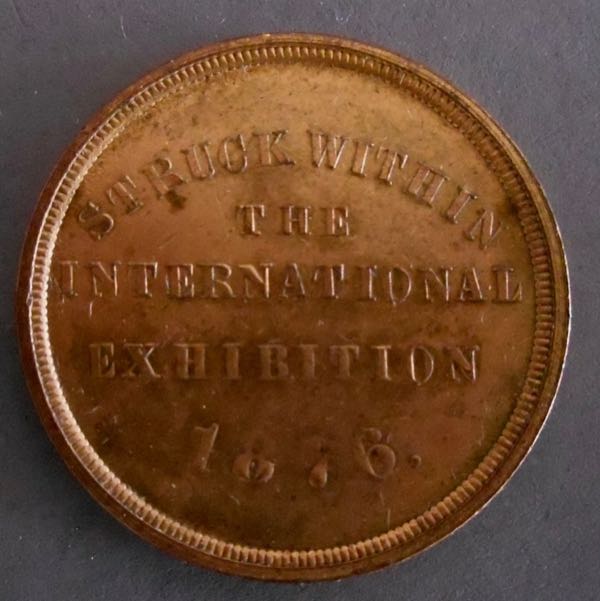 STRUCK WITHIN
THE
INTERNATIONAL
EXHIBITION
1876.